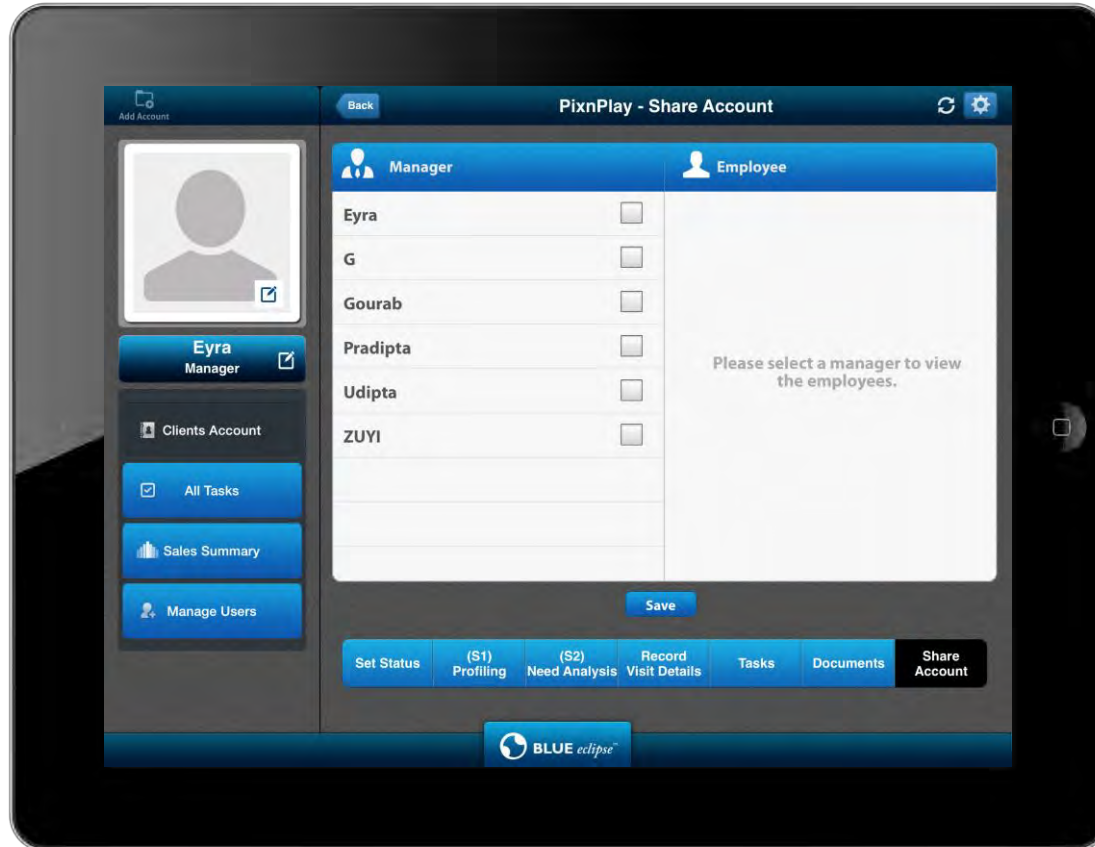 Add Account
Back
PixnPlay - Share Account
Manager
Employee
Eyra
G
Gourab
Pradipta
Udipta
ZUYI
Please select a manager to view
the employees.
Eyra
Manager
Clients Account
All Tasks
Sales Summary
Manage Users
Save
Set Status
(S1)
Profiling
(S2)
Need Analysis
Record
Visit Details
Tasks
Documents
Share
Account
BLUE eclipse™